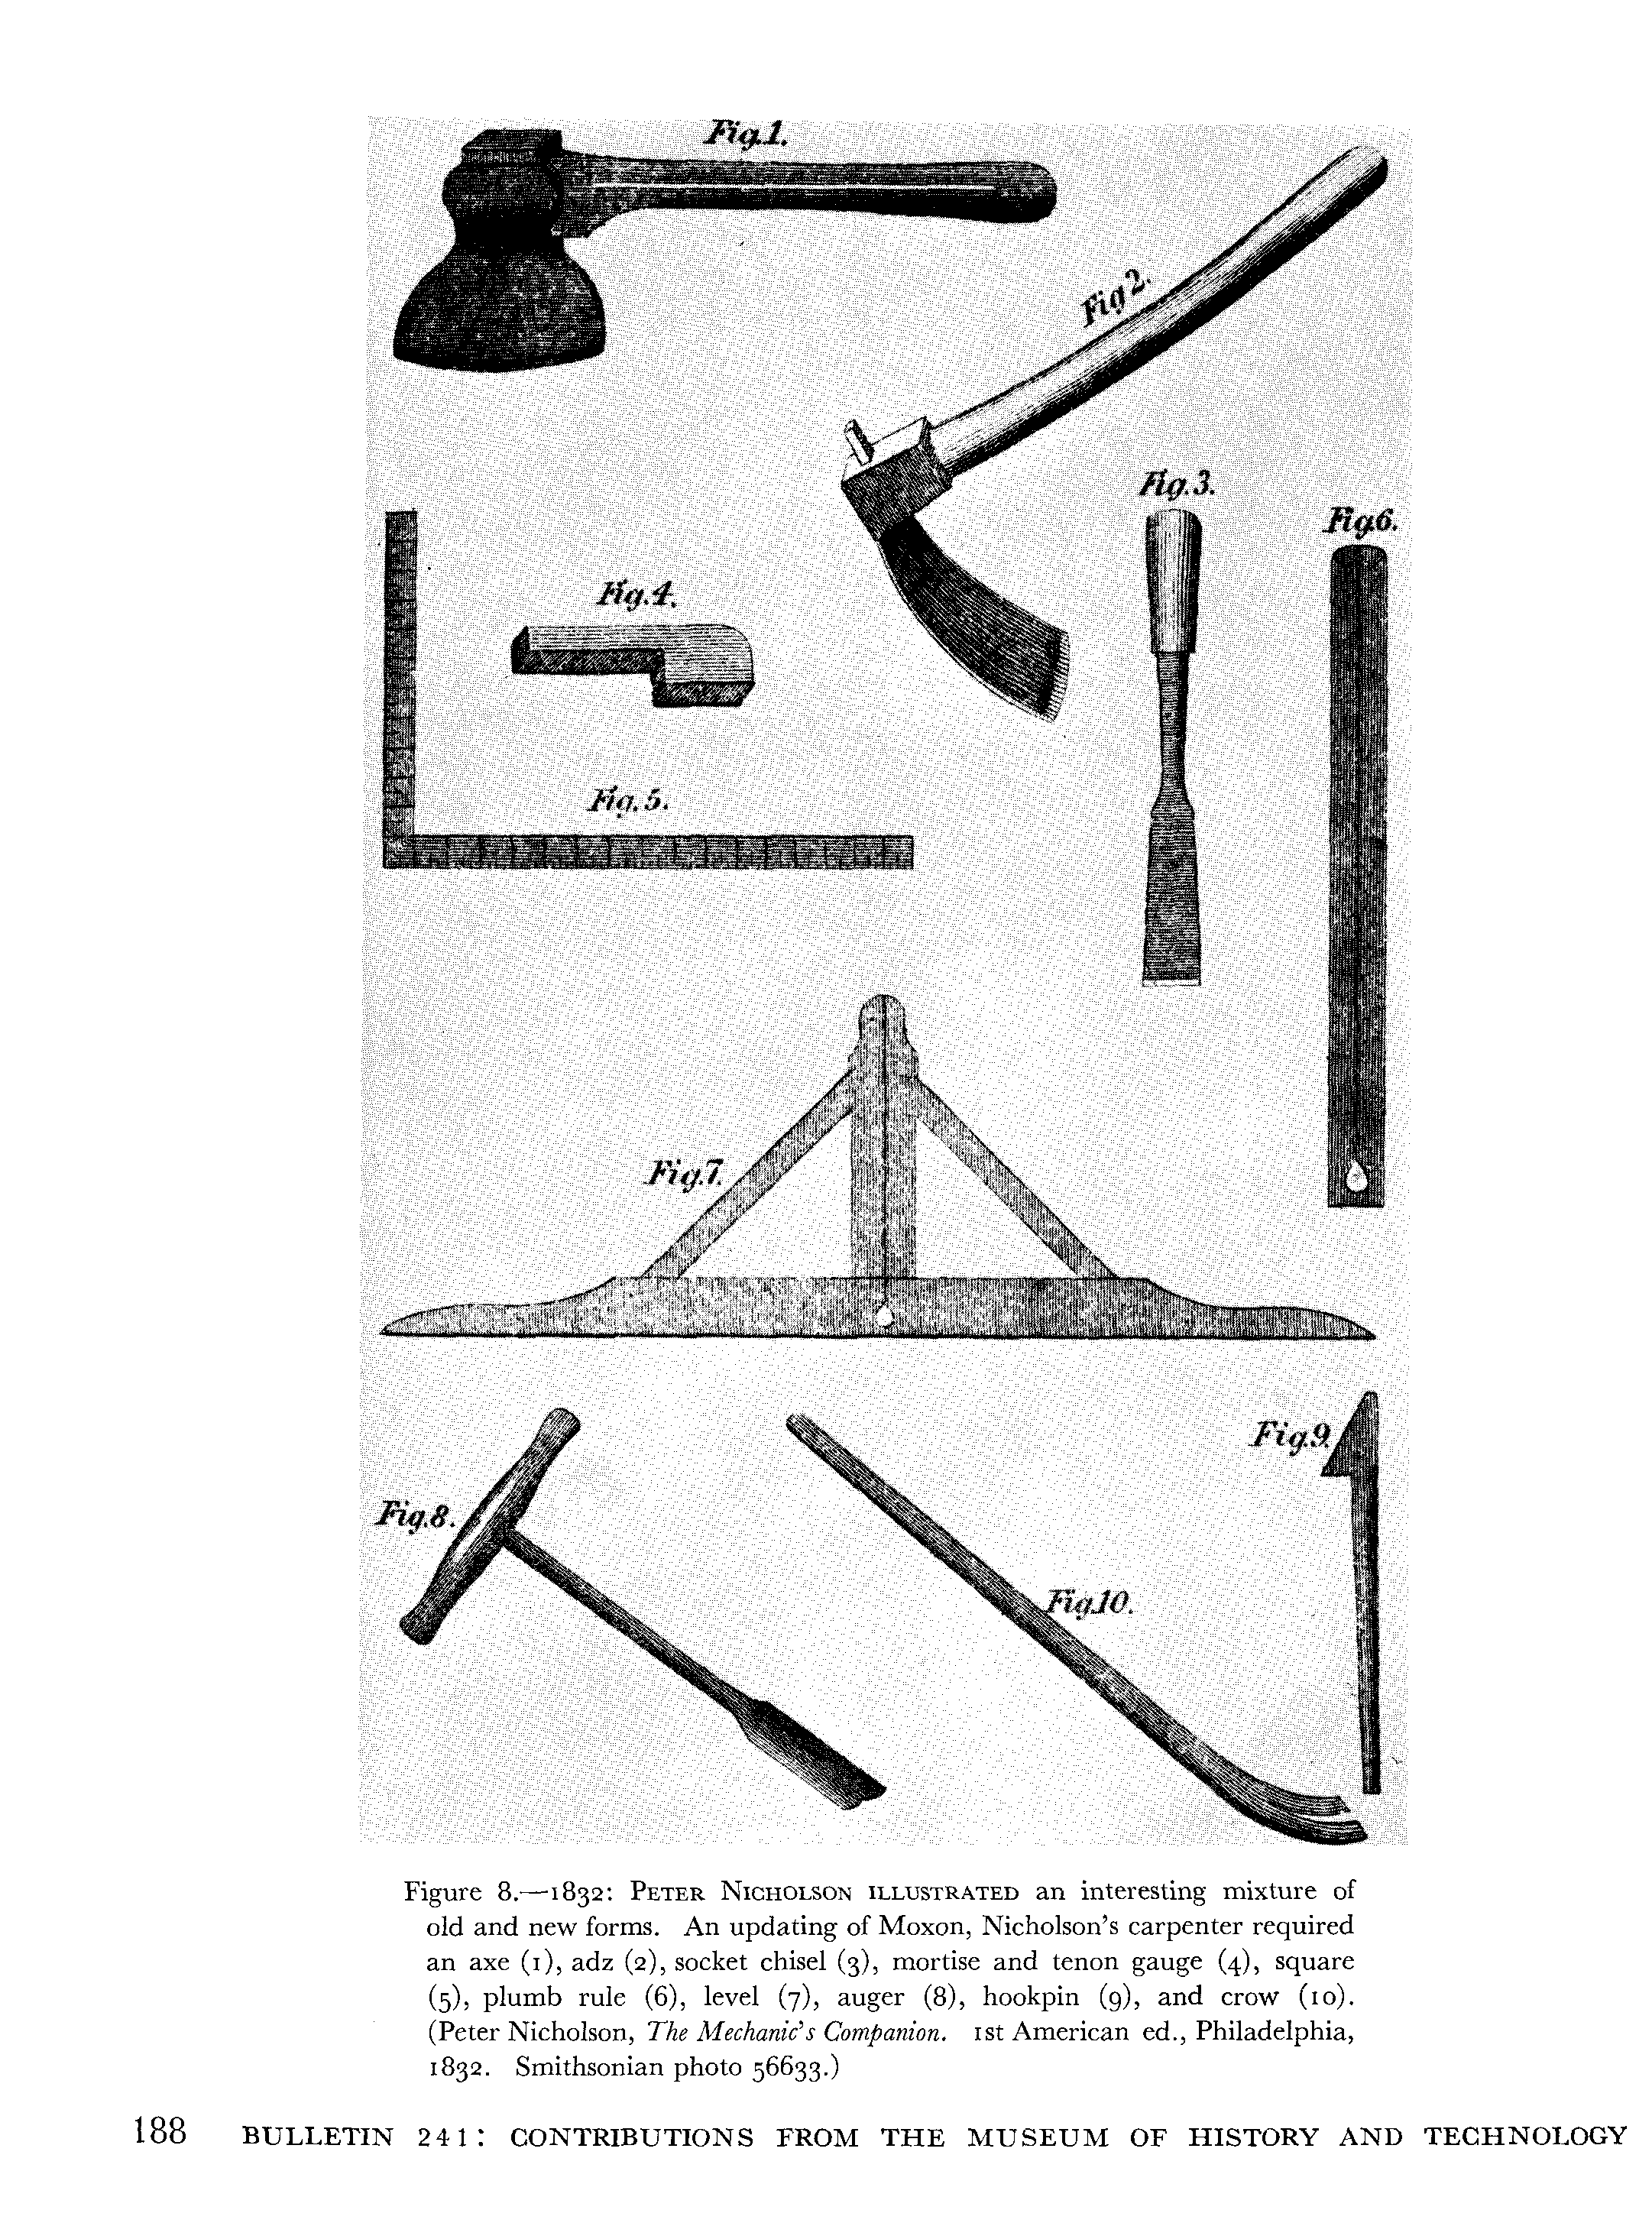 Fig.1.
Fig 2.
Fig.3.
Fig.6.
Fig.4.
Fig.5.
Fig.7.
Fig.9.
Fig.8.
Fig.10.
Figure 8.—1832: Peter Nicholson illustrated an interesting mixture of
old and new forms. An updating of Moxon, Nicholson's carpenter required
an axe (1), adz (2), socket chisel (3), mortise and tenon gauge (4), square
(5), plumb rule (6), level (7), auger (8), hookpin (9), and crow (10).
(Peter Nicholson, The Mechanic's Companion. 1st American ed., Philadelphia,
1832. Smithsonian photo 56633.)
188 BULLETIN 241: CONTRIBUTIONS FROM THE MUSEUM OF HISTORY AND TECHNOLOGY